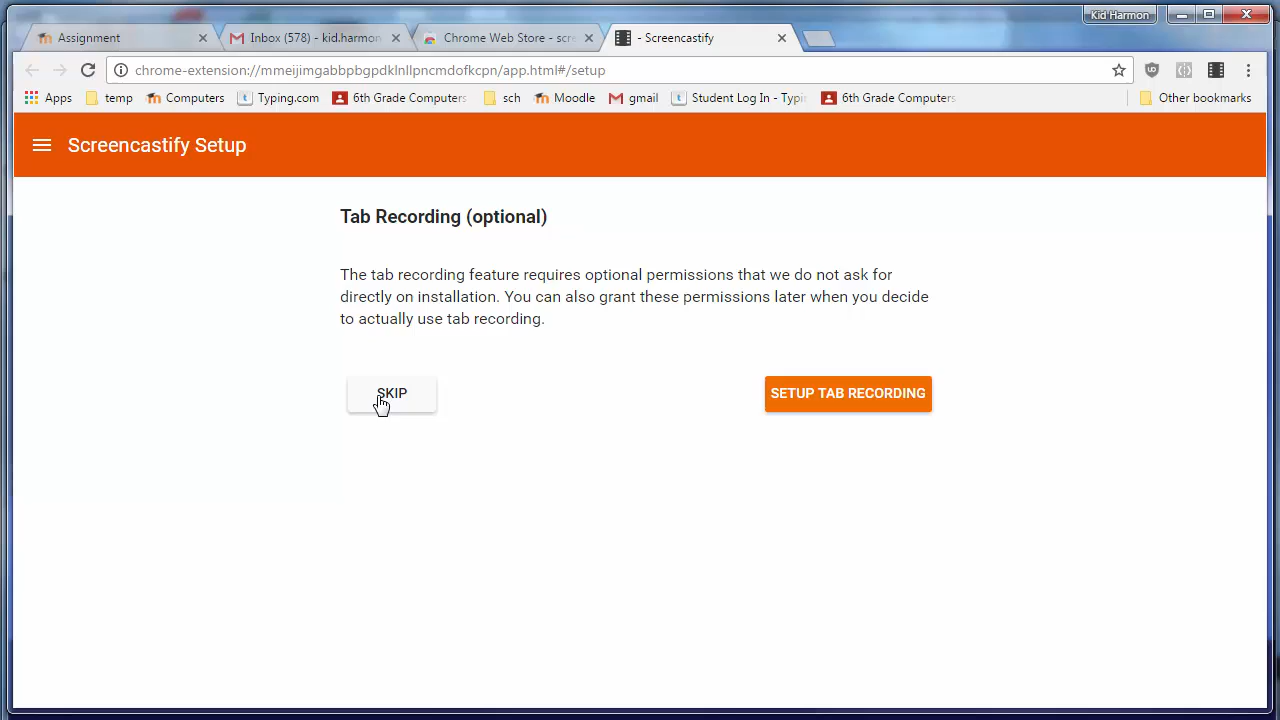 Kid Harmon
Assignment
Inbox (578) - kid.harmon
Chrome Web Store - scre
- Screencastify
chrome-extension://mmeijimgabbpbgpdklnllpncmdofkcpn/app.html#/setup
Apps
temp
Computers
Typing.com
6th Grade Computers
sch
Moodle
gmail
Student Log In - Typin
6th Grade Computers
Other bookmarks
Screencastify Setup
Tab Recording (optional)
The tab recording feature requires optional permissions that we do not ask for
directly on installation. You can also grant these permissions later when you decide
to actually use tab recording.
SKIP
SETUP TAB RECORDING